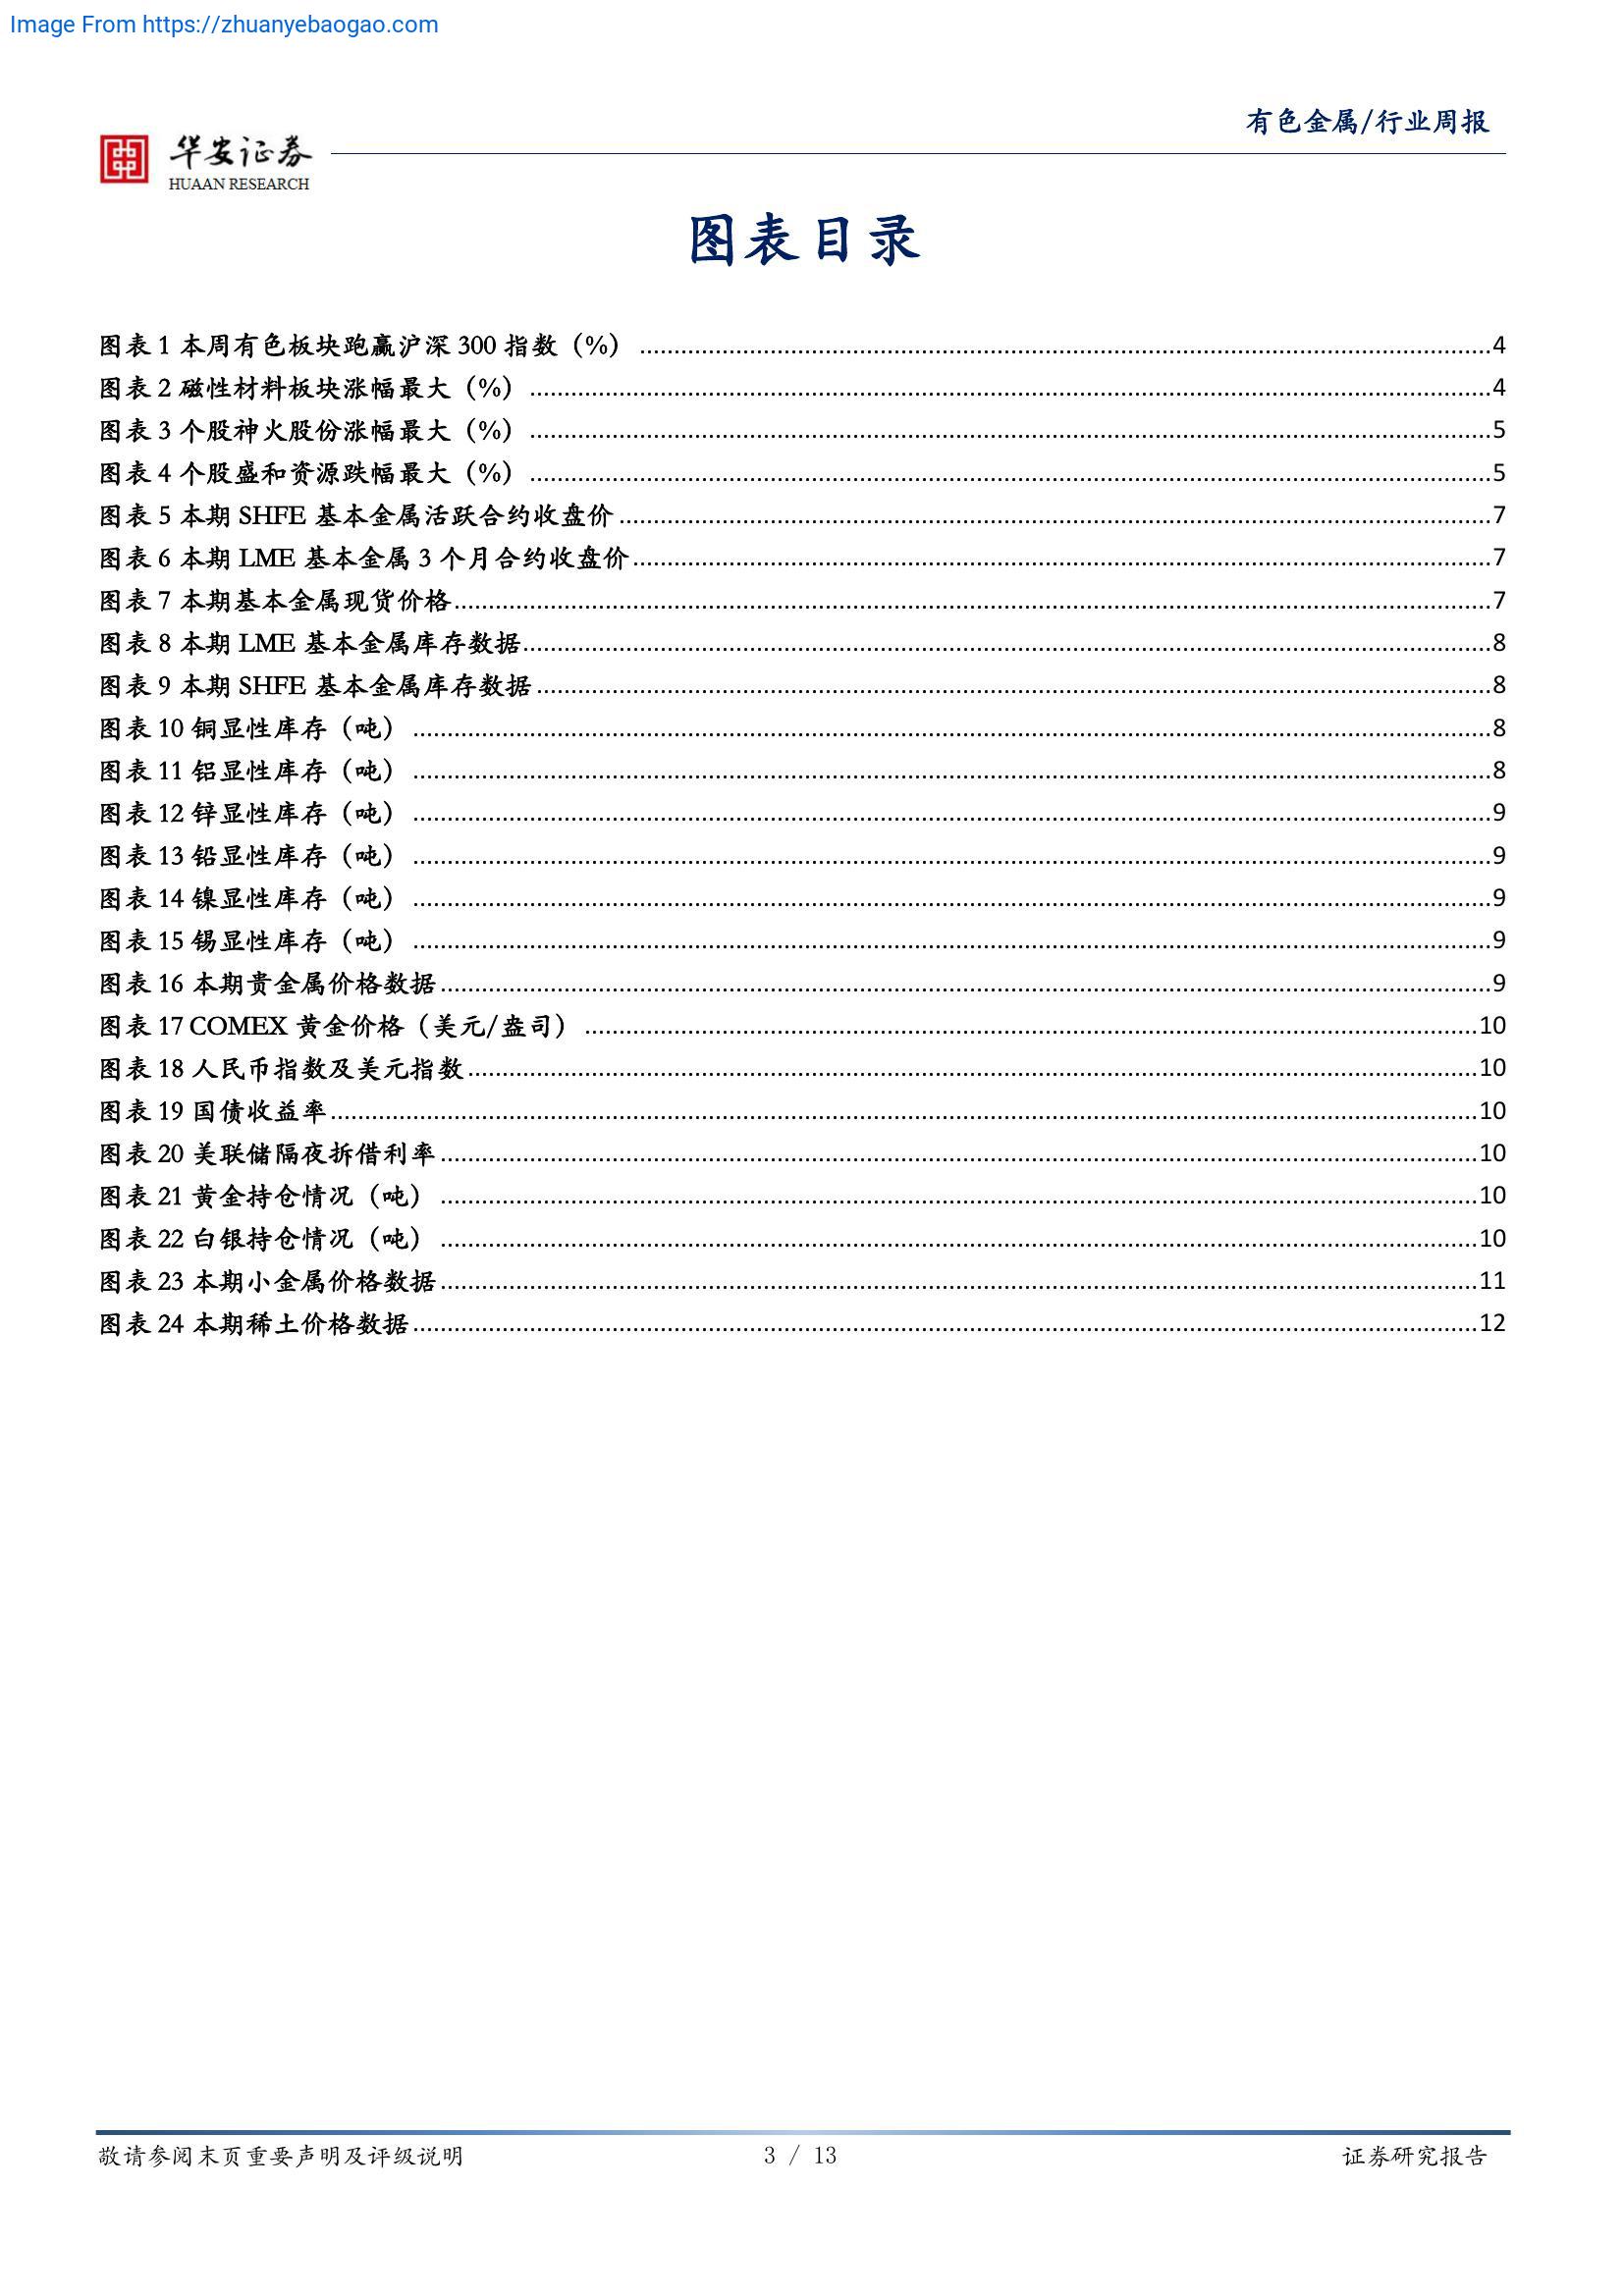 Image From https://zhuanyebaogao.com
有色金属/行业周报
华安证券
HUAAN RESEARCH
图表目录
图表 1 本周有色板块跑赢沪深 300 指数（%） 4
图表 2 磁性材料板块涨幅最大（%） 4
图表 3 个股神火股份涨幅最大（%） 5
图表 4 个股盛和资源跌幅最大（%） 5
图表 5 本期 SHFE 基本金属活跃合约收盘价 7
图表 6 本期 LME 基本金属 3 个月合约收盘价 7
图表 7 本期基本金属现货价格 7
图表 8 本期 LME 基本金属库存数据 8
图表 9 本期 SHFE 基本金属库存数据 8
图表 10 铜显性库存（吨） 8
图表 11 铝显性库存（吨） 8
图表 12 锌显性库存（吨） 9
图表 13 铅显性库存（吨） 9
图表 14 镍显性库存（吨） 9
图表 15 锡显性库存（吨） 9
图表 16 本期贵金属价格数据 9
图表 17 COMEX 黄金价格（美元/盎司） 10
图表 18 人民币指数及美元指数 10
图表 19 国债收益率 10
图表 20 美联储隔夜拆借利率 10
图表 21 黄金持仓情况（吨） 10
图表 22 白银持仓情况（吨） 10
图表 23 本期小金属价格数据 11
图表 24 本期稀土价格数据 12
敬请参阅末页重要声明及评级说明
3 / 13
证券研究报告